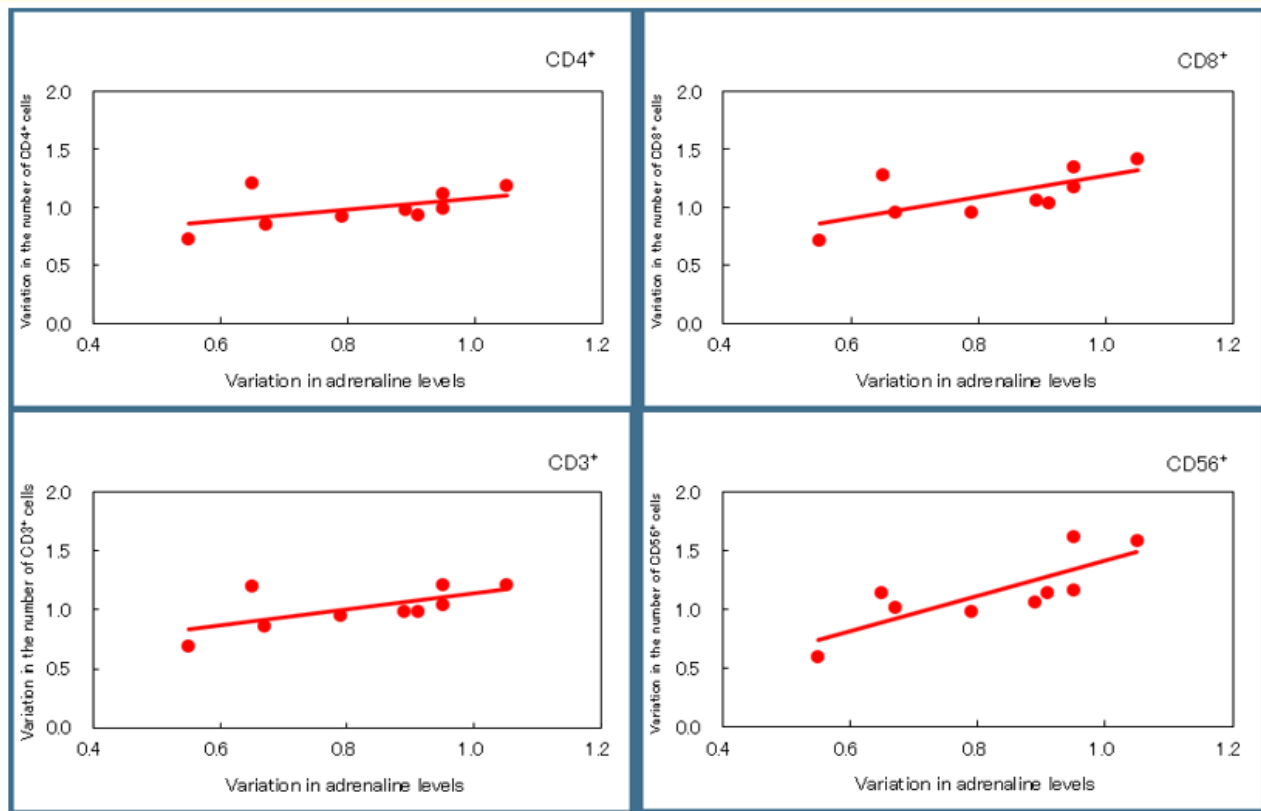 CD4⁺
Variation in the number of CD4⁺ cells
2.0
1.5
1.0
0.5
0.0
0.4 0.6 0.8 1.0 1.2
Variation in adrenaline levels
CD8⁺
Variation in the number of CD8⁺ cells
2.0
1.5
1.0
0.5
0.0
0.4 0.6 0.8 1.0 1.2
Variation in adrenaline levels
CD3⁺
Variation in the number of CD3⁺ cells
2.0
1.5
1.0
0.5
0.0
0.4 0.6 0.8 1.0 1.2
Variation in adrenaline levels
CD56⁺
Variation in the number of CD56⁺ cells
2.0
1.5
1.0
0.5
0.0
0.4 0.6 0.8 1.0 1.2
Variation in adrenaline levels